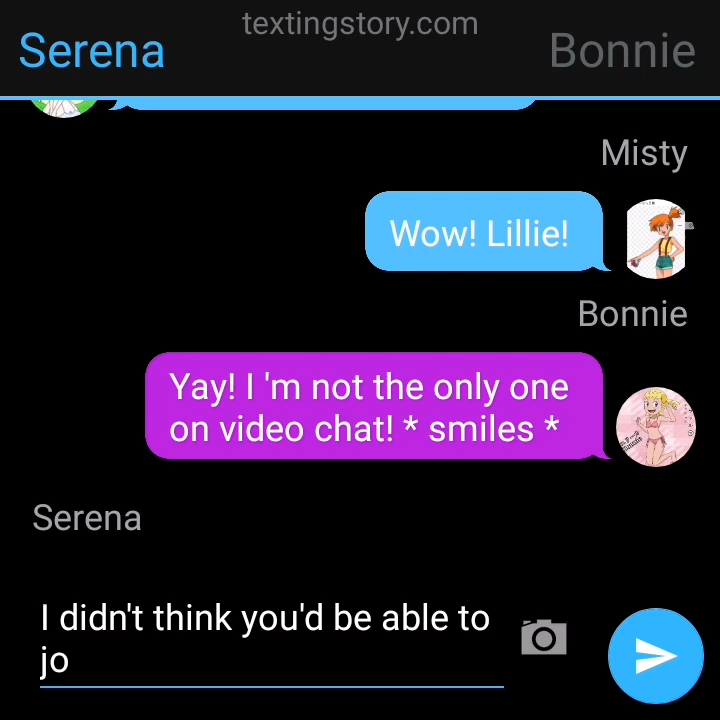 textingstory.com
Serena
Bonnie
Misty
Wow! Lillie!
Bonnie
Yay! I 'm not the only one
on video chat! * smiles *
Serena
I didn't think you'd be able to
jo